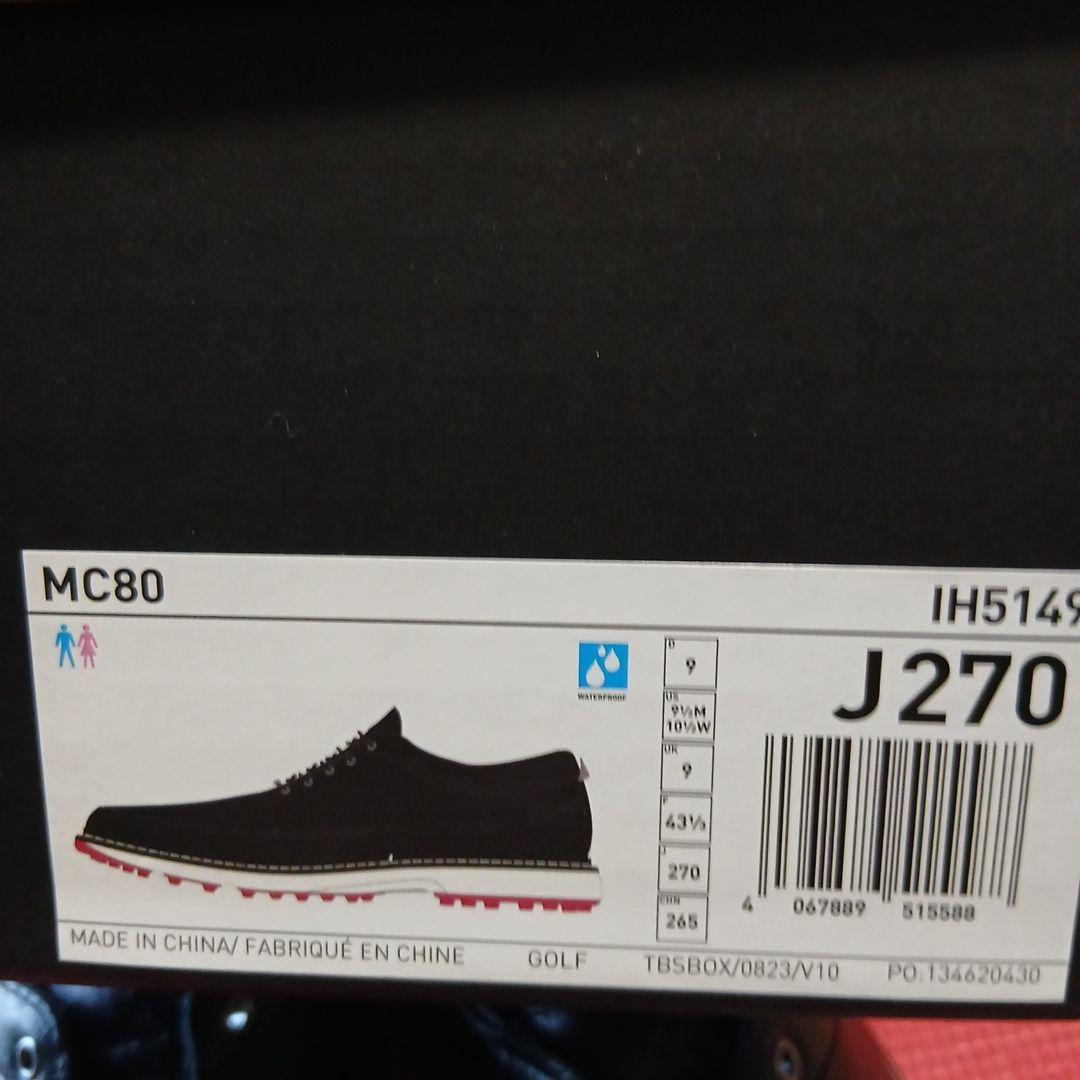 MC80
IH5149
J270
WATERPROOF
D
9
US
9½M
10½W
UK
9
F
43⅓
J
270
CHN
265
4 067889 515588
MADE IN CHINA/ FABRIQUÉ EN CHINE
GOLF
TBSBOX/0823/V10
PO:134620430